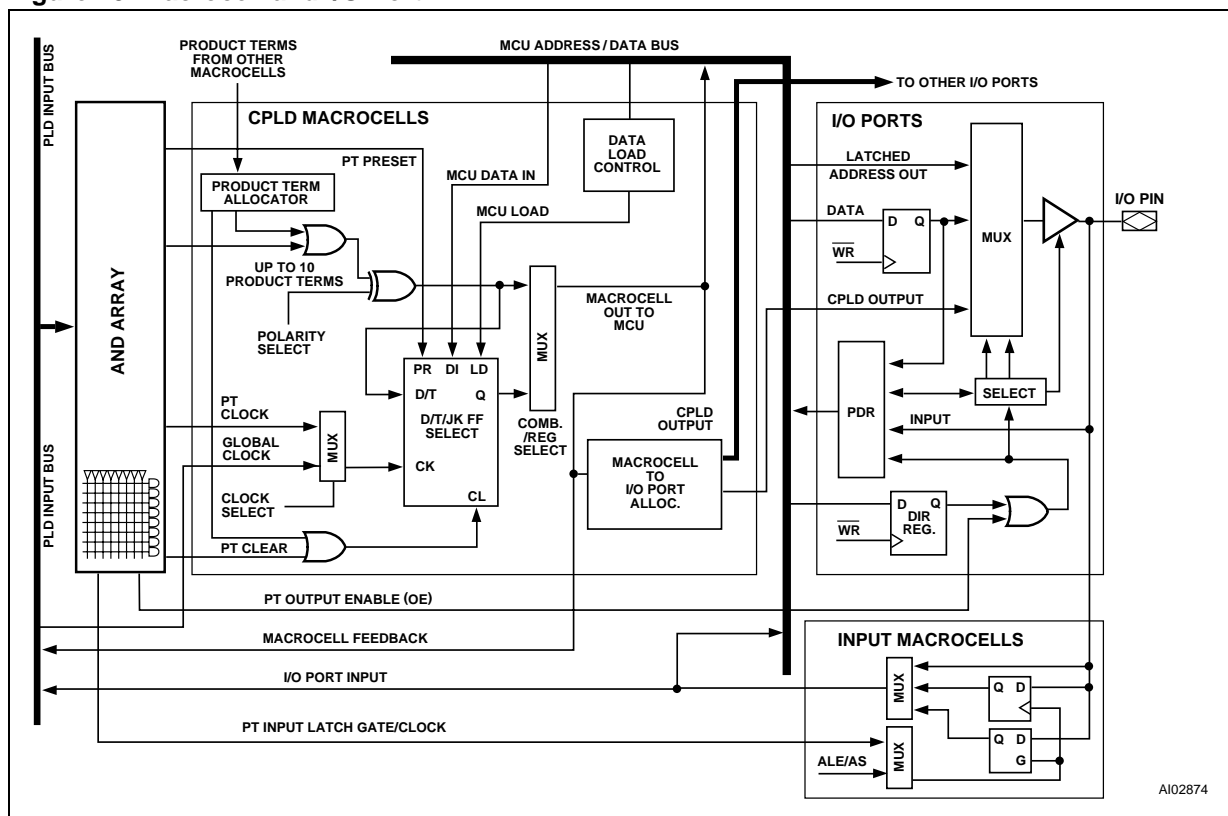 PLD INPUT BUS
PLD INPUT BUS
AND ARRAY
PRODUCT TERMS
FROM OTHER
MACROCELLS
MCU ADDRESS / DATA BUS
TO OTHER I/O PORTS
CPLD MACROCELLS
PT PRESET
PRODUCT TERM
ALLOCATOR
MCU DATA IN
MCU LOAD
DATA
LOAD
CONTROL
UP TO 10
PRODUCT TERMS
POLARITY
SELECT
MUX
MACROCELL
OUT TO
MCU
PR DI LD
D/T Q
D/T/JK FF
SELECT
CK
CL
COMB.
/REG
SELECT
PT
CLOCK
GLOBAL
CLOCK
MUX
CLOCK
SELECT
PT CLEAR
CPLD
OUTPUT
MACROCELL
TO
I/O PORT
ALLOC.
I/O PORTS
LATCHED
ADDRESS OUT
DATA
D Q
WR
MUX
I/O PIN
CPLD OUTPUT
PDR
SELECT
INPUT
D Q
DIR
REG.
WR
PT OUTPUT ENABLE (OE)
MACROCELL FEEDBACK
I/O PORT INPUT
PT INPUT LATCH GATE/CLOCK
INPUT MACROCELLS
MUX
Q D
Q D
G
MUX
ALE/AS
AI02874